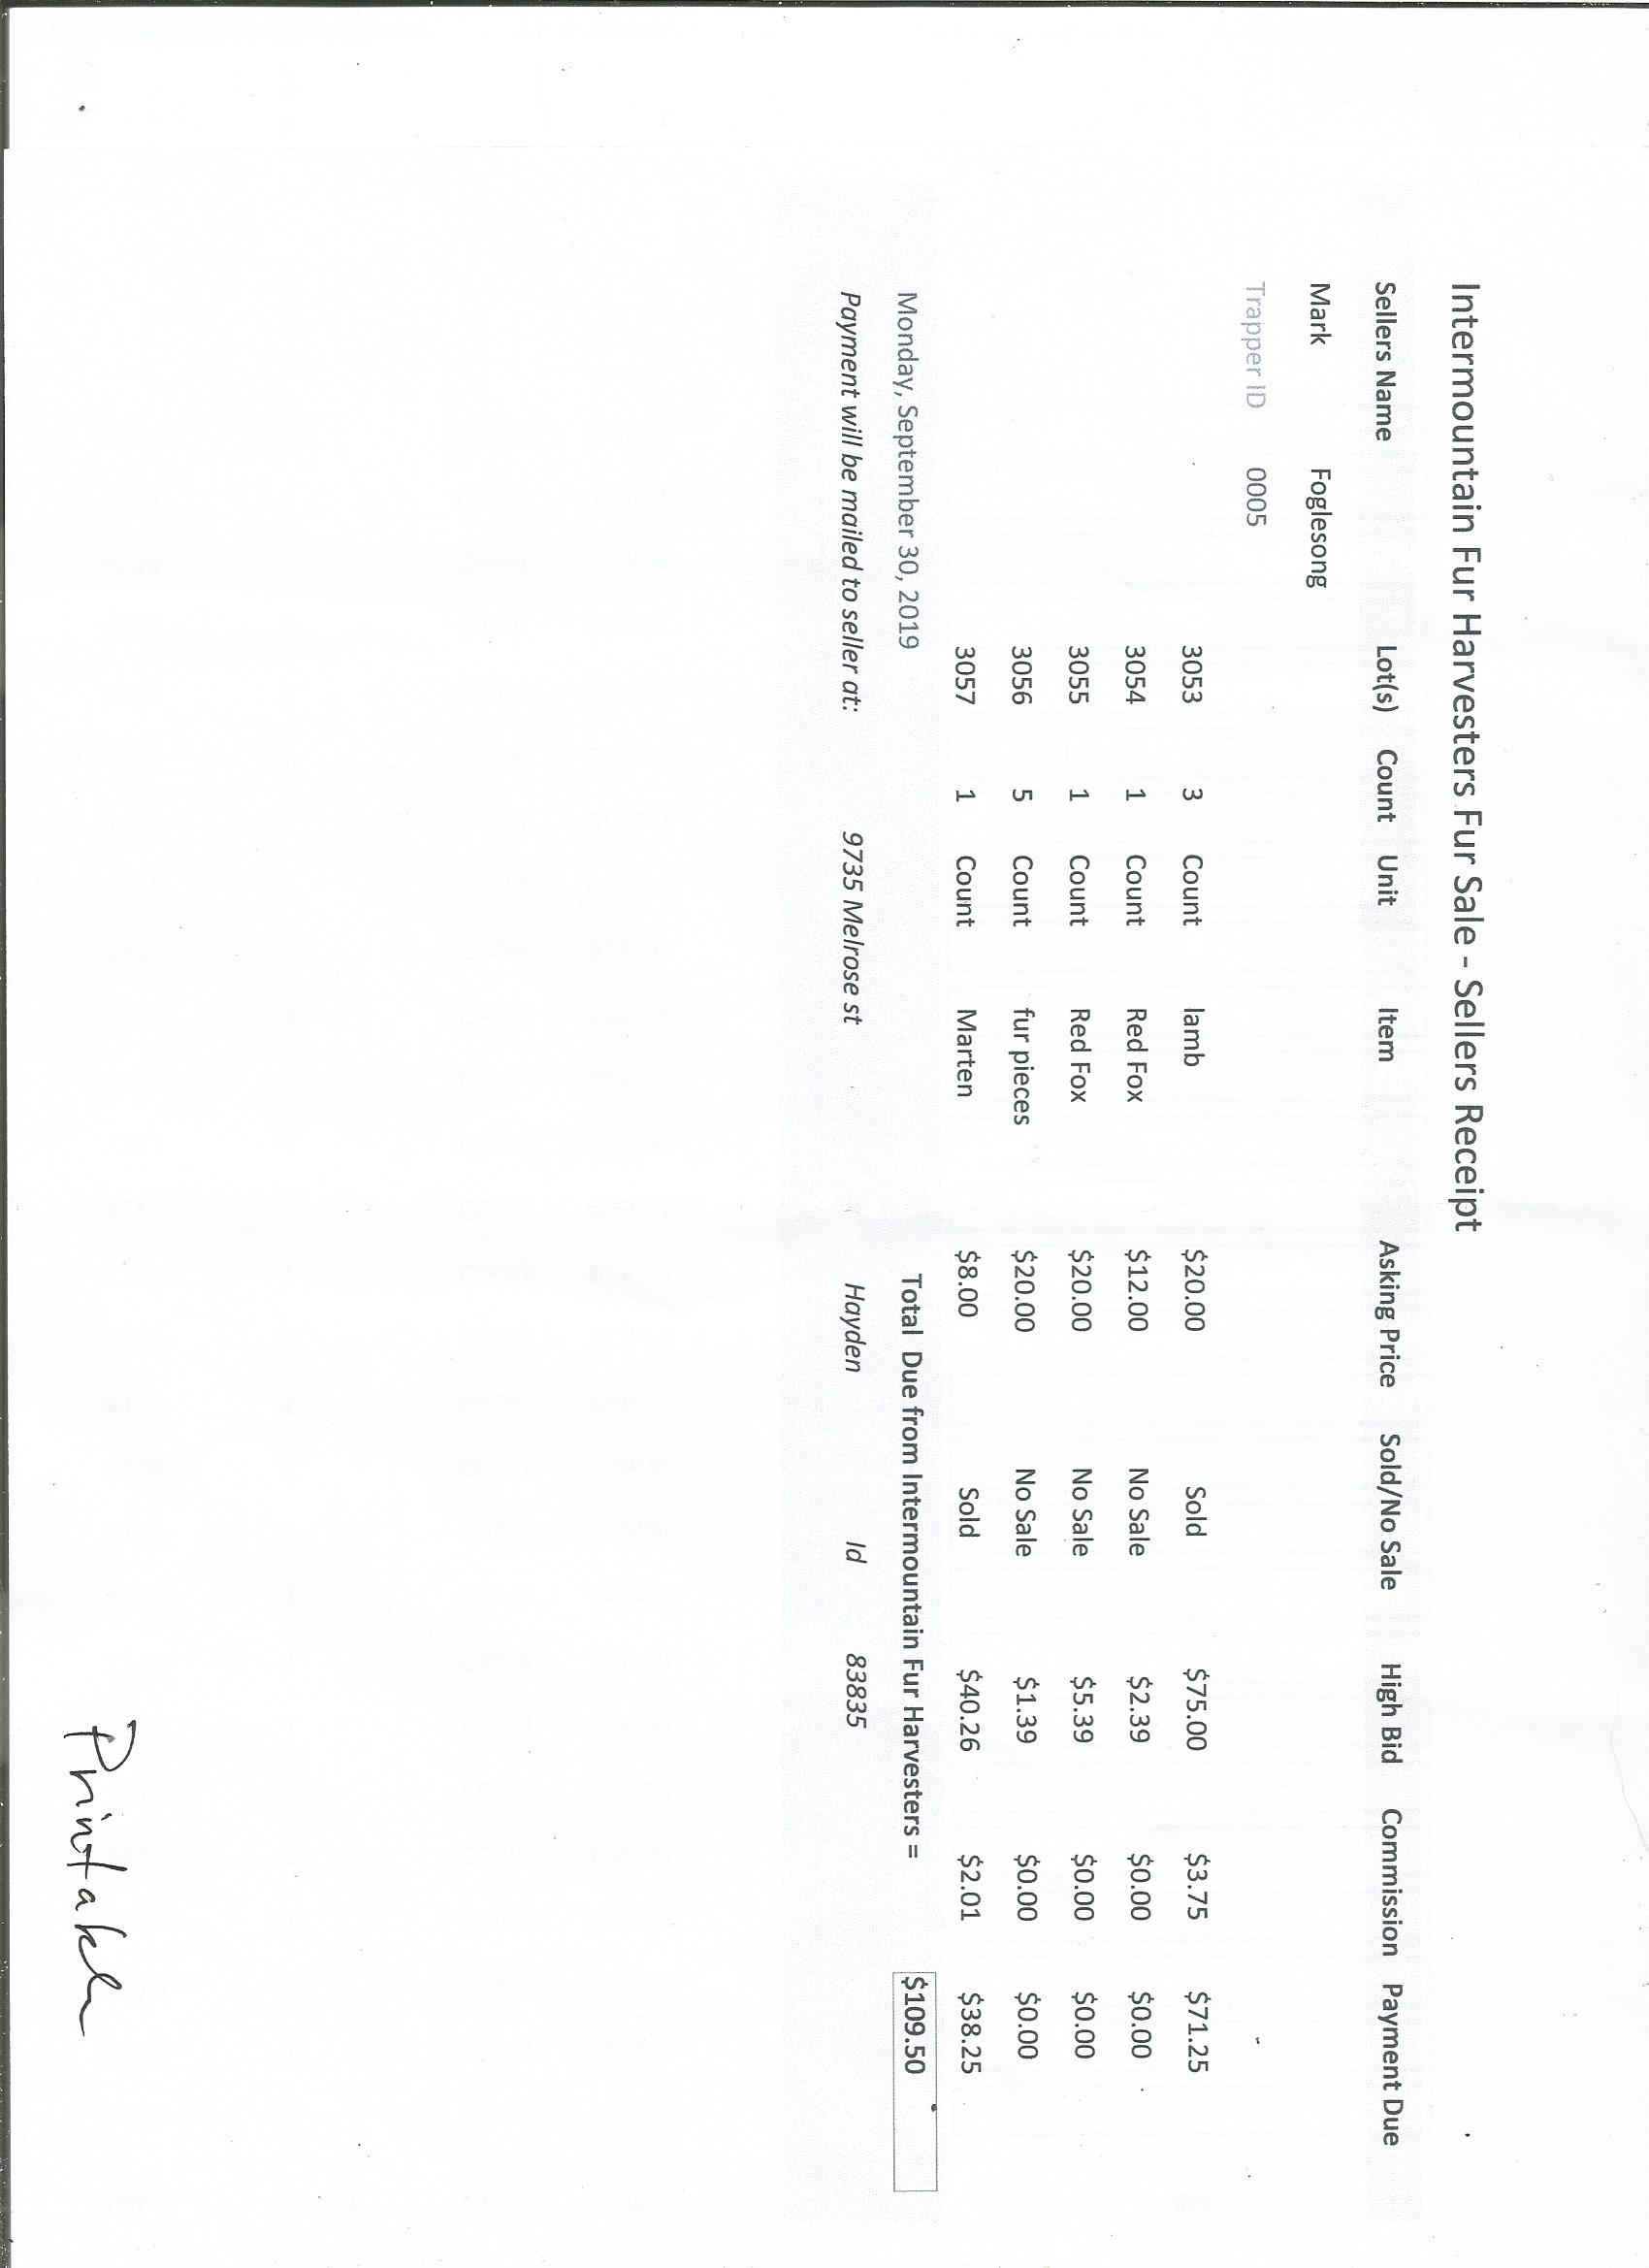 Intermountain Fur Harvesters Fur Sale - Sellers Receipt
Sellers Name Lot(s) Count Unit Item Asking Price Sold/No Sale High Bid Commission Payment Due
Mark Foglesong
Trapper ID 0005
3053 3 Count lamb $20.00 Sold $75.00 $3.75 $71.25
3054 1 Count Red Fox $12.00 No Sale $2.39 $0.00 $0.00
3055 1 Count Red Fox $20.00 No Sale $5.39 $0.00 $0.00
3056 5 Count fur pieces $20.00 No Sale $1.39 $0.00 $0.00
3057 1 Count Marten $8.00 Sold $40.26 $2.01 $38.25
Monday, September 30, 2019 Total Due from Intermountain Fur Harvesters = $109.50
Payment will be mailed to seller at: 9735 Melrose st Hayden Id 83835